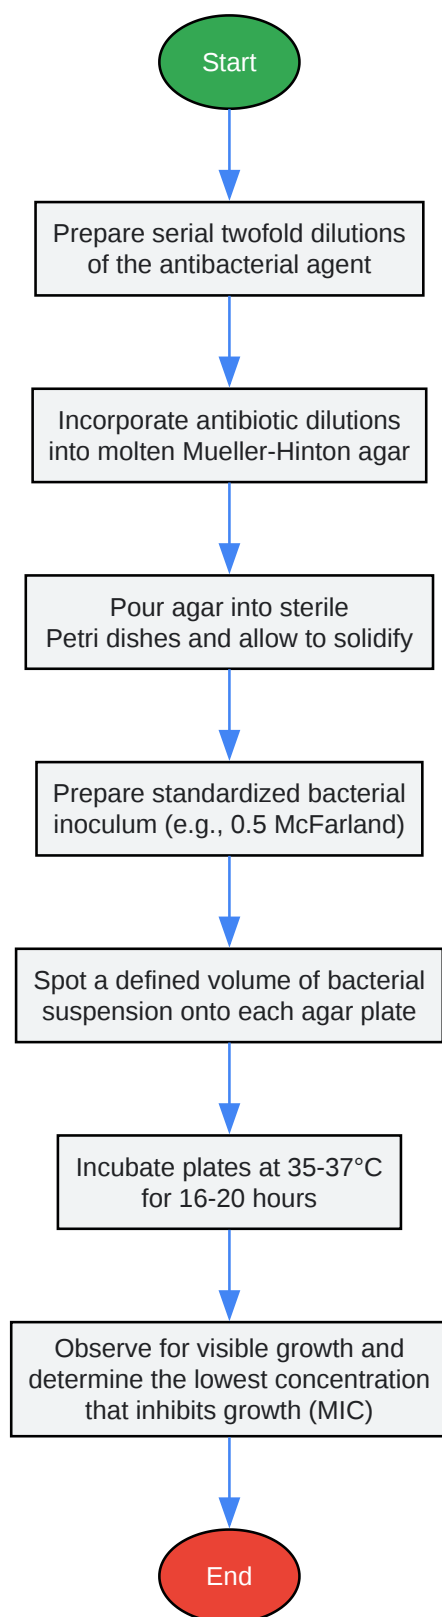 Start
Prepare serial twofold dilutions
of the antibacterial agent
Incorporate antibiotic dilutions
into molten Mueller-Hinton agar
Pour agar into sterile
Petri dishes and allow to solidify
Prepare standardized bacterial
inoculum (e.g., 0.5 McFarland)
Spot a defined volume of bacterial
suspension onto each agar plate
Incubate plates at 35-37°C
for 16-20 hours
Observe for visible growth and
determine the lowest concentration
that inhibits growth (MIC)
End